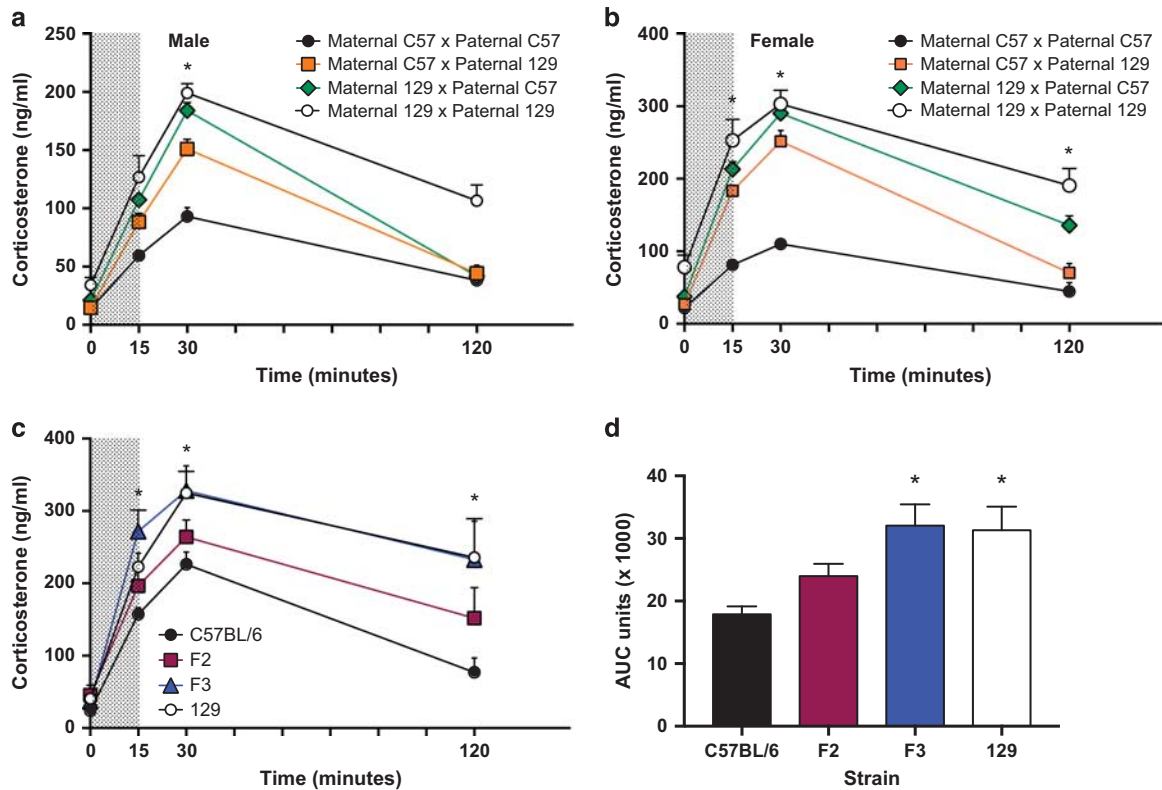 a
Male
Corticosterone (ng/ml)
250
200
150
100
50
0
*
Maternal C57 x Paternal C57
Maternal C57 x Paternal 129
Maternal 129 x Paternal C57
Maternal 129 x Paternal 129
0 15 30 120
Time (minutes)
b
Female
Corticosterone (ng/ml)
400
300
200
100
0
* * *
Maternal C57 x Paternal C57
Maternal C57 x Paternal 129
Maternal 129 x Paternal C57
Maternal 129 x Paternal 129
0 15 30 120
Time (minutes)
c
Corticosterone (ng/ml)
400
300
200
100
0
* * *
C57BL/6
F2
F3
129
0 15 30 120
Time (minutes)
d
AUC units (x 1000)
40
30
20
10
0
* *
C57BL/6 F2 F3 129
Strain